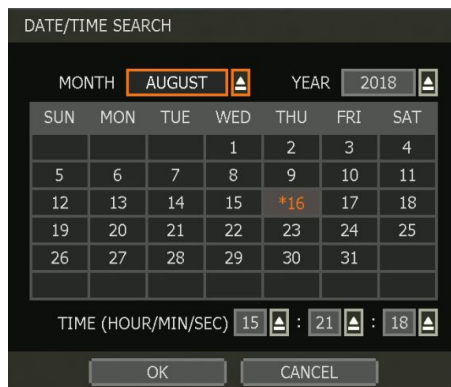 DATE/TIME SEARCH
MONTH AUGUST YEAR 2018
SUN MON TUE WED THU FRI SAT
1 2 3 4
5 6 7 8 9 10 11
12 13 14 15 *16 17 18
19 20 21 22 23 24 25
26 27 28 29 30 31
TIME (HOUR/MIN/SEC) 15 : 21 : 18
OK CANCEL